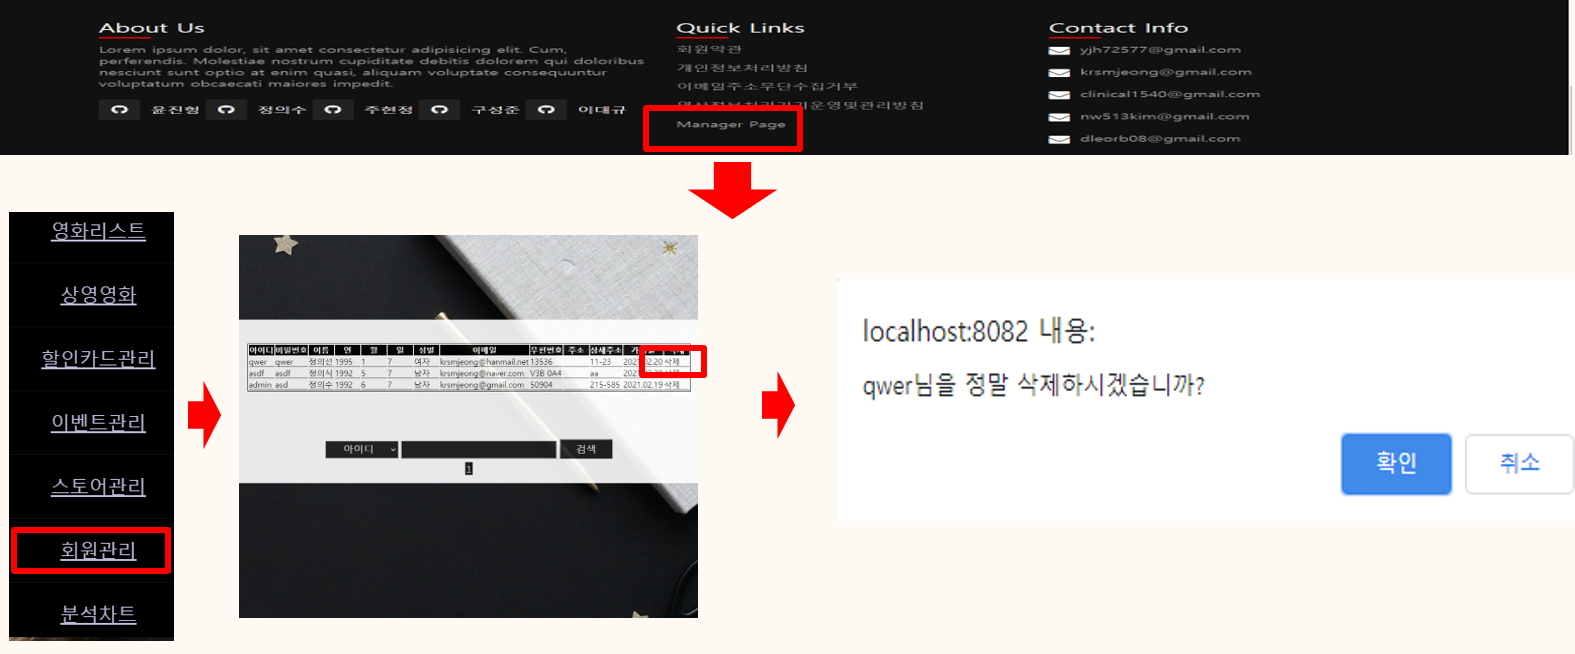 About Us
Lorem ipsum dolor, sit amet consectetur adipisicing elit. Cum,
perferendis. Molestiae nostrum cupiditate debitis dolorem qui doloribus
nesciunt sunt optio at enim quasi, aliquam voluptate consequuntur
voluptatum obcaecati maiores impedit.
윤진형 정의수 주현정 구성준 이대규
Quick Links
회원약관
개인정보처리방침
이메일주소무단수집거부
영상정보처리기기운영및관리방침
Manager Page
Contact Info
yjh72577@gmail.com
krsmjeong@gmail.com
clinical1540@gmail.com
nw513kim@gmail.com
dleorb08@gmail.com
영화리스트
상영영화
할인카드관리
이벤트관리
스토어관리
회원관리
분석차트
아이디 비밀번호 이름 년 월 일 성별 이메일 우편번호 주소 상세주소
qwer qwer 정의선 1995 1 7 여자 krsmjeong@hanmail.net 13536 11-23 2021.02.20 삭제
asdf asdf 정의식 1992 5 7 남자 krsmjeong@naver.com V3B 0A4 aa
admin asd 정의수 1992 6 7 남자 krsmjeong@gmail.com 50904 215-585 2021.02.19 삭제
아이디 검색
1
localhost:8082 내용:
qwer님을 정말 삭제하시겠습니까?
확인 취소